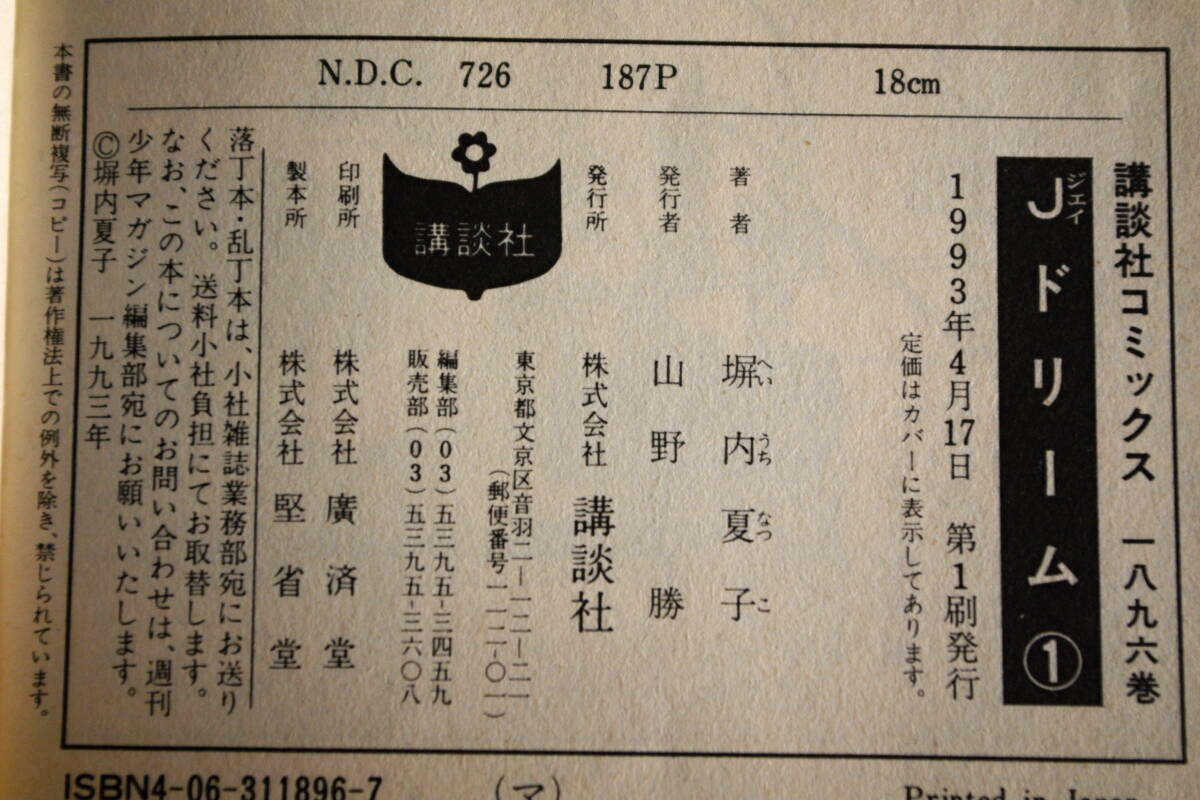 N.D.C. 726 187P 18cm
講談社コミックス 一八九六巻
Jドリーム①
ジエイ
1993年4月17日 第1刷発行
定価はカバーに表示してあります。
著者 塀内夏子
へい うち なつ こ
発行者 山野 勝
発行所 株式会社 講談社
東京都文京区音羽二ー一二ー二一
(郵便番号一一二-〇一)
編集部(03)五三九五-三四五九
販売部(03)五三九五-三六〇八
講談社
印刷所 株式会社 廣済堂
製本所 株式会社 堅省堂
落丁本・乱丁本は、小社雑誌業務部宛にお送り
ください。送料小社負担にてお取替します。
なお、この本についてのお問い合わせは、週刊
少年マガジン編集部宛にお願いいたします。
©塀内夏子 一九九三年
本書の無断複写(コピー)は著作権法上での例外を除き、禁じられています。
ISBN4-06-311896-7 (マ) Printed in Japan